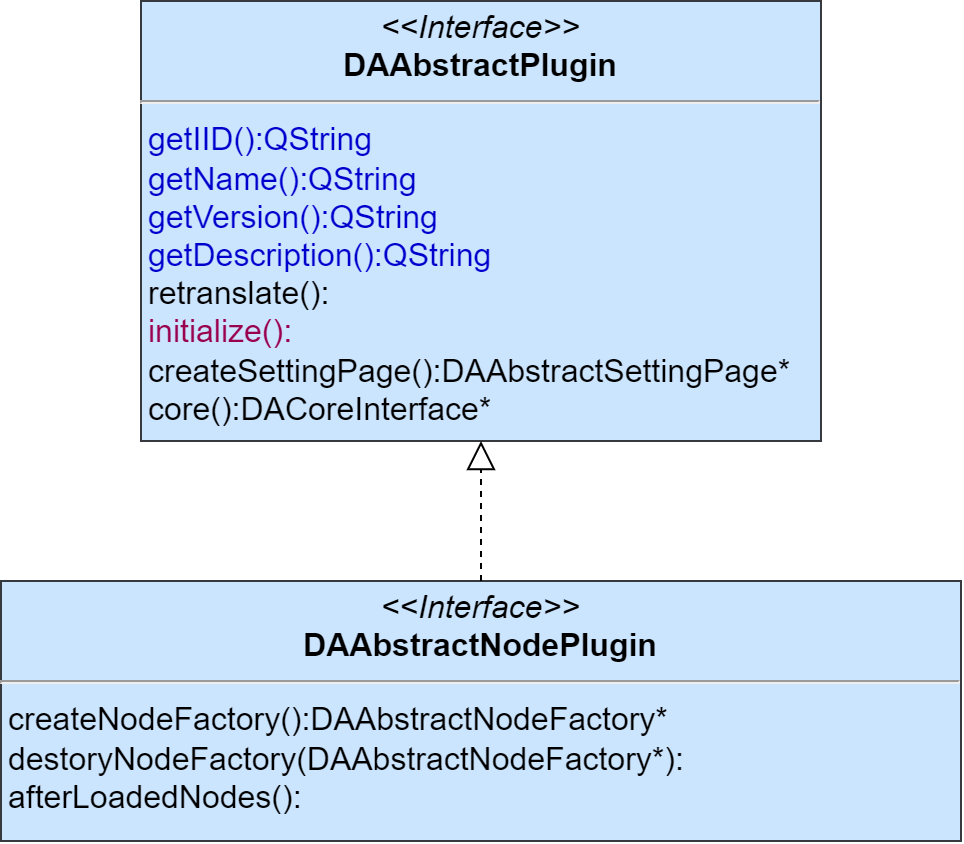 <<Interface>>
DAAbstractPlugin
getIID():QString
getName():QString
getVersion():QString
getDescription():QString
retranslate():
initialize():
createSettingPage():DAAbstractSettingPage*
core():DACoreInterface*
<<Interface>>
DAAbstractNodePlugin
createNodeFactory():DAAbstractNodeFactory*
destoryNodeFactory(DAAbstractNodeFactory*):
afterLoadedNodes():